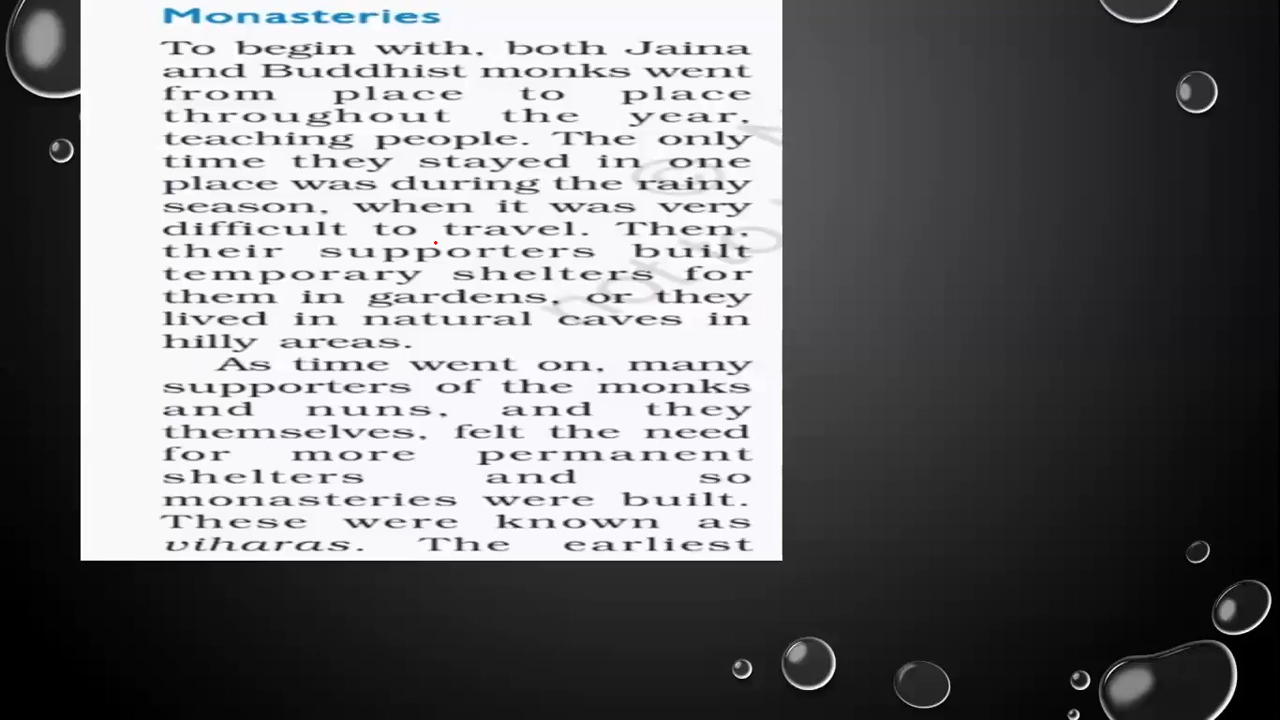 Monasteries
To begin with, both Jaina
and Buddhist monks went
from place to place
throughout the year,
teaching people. The only
time they stayed in one
place was during the rainy
season, when it was very
difficult to travel. Then,
their supporters built
temporary shelters for
them in gardens, or they
lived in natural caves in
hilly areas.
As time went on, many
supporters of the monks
and nuns, and they
themselves, felt the need
for more permanent
shelters and so
monasteries were built.
These were known as
viharas. The earliest
©
not to